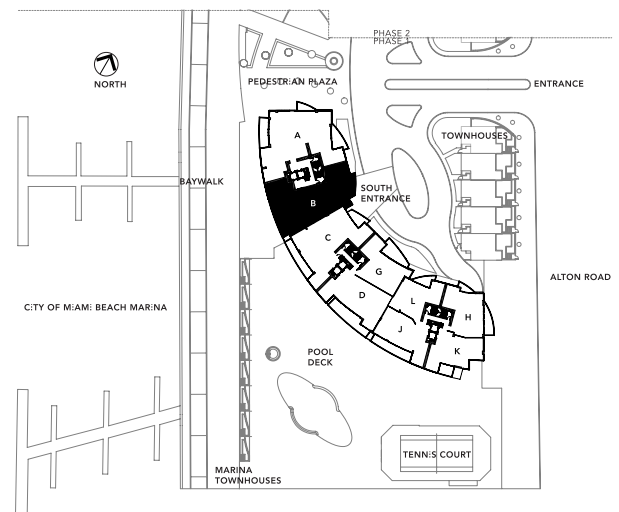 PHASE 2
PHASE 1
NORTH
PEDESTRIAN PLAZA
ENTRANCE
A
TOWNHOUSES
BAYWALK
SOUTH
ENTRANCE
B
C
G
ALTON ROAD
D
L
H
CITY OF MIAMI BEACH MARINA
J
K
POOL
DECK
TENNIS COURT
MARINA
TOWNHOUSES